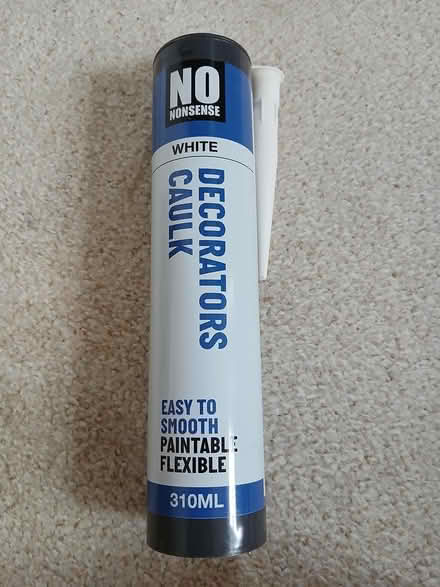 NO
NONSENSE
WHITE
DECORATORS
CAULK
EASY TO
SMOOTH
PAINTABLE
FLEXIBLE
310ML